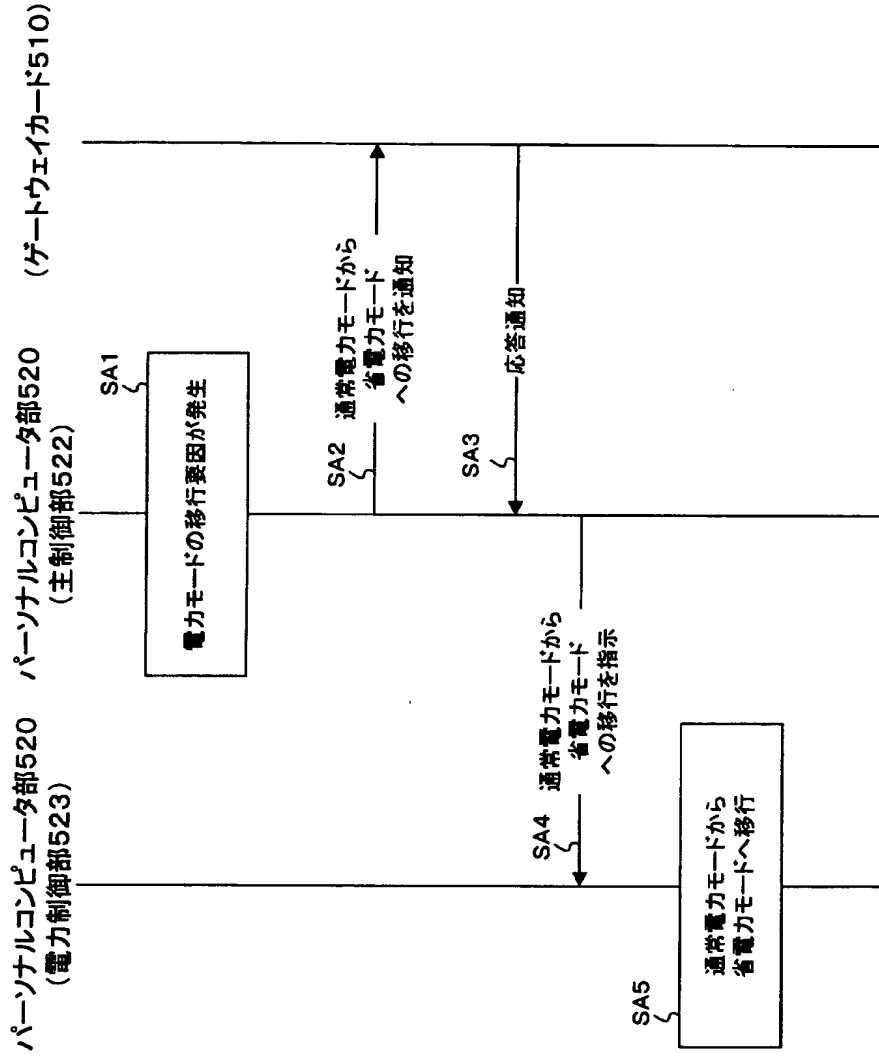 パーソナルコンピュータ部520
(電力制御部523)
パーソナルコンピュータ部520
(主制御部522)
(ゲートウェイカード510)
SA1
電力モードの移行要因が発生
SA2
通常電力モードから
省電力モード
への移行を通知
SA3
応答通知
SA4
通常電力モードから
省電力モード
への移行を指示
SA5
通常電力モードから
省電力モードへ移行